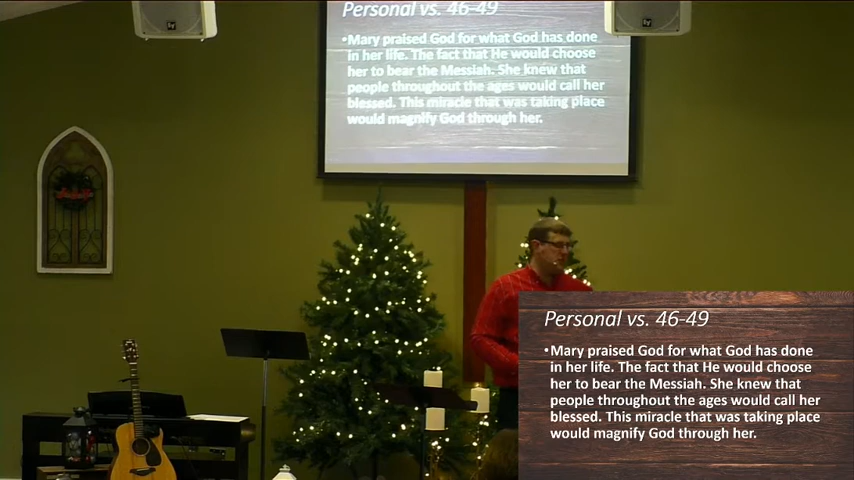 Personal vs. 46-49
•Mary praised God for what God has done
in her life. The fact that He would choose
her to bear the Messiah. She knew that
people throughout the ages would call her
blessed. This miracle that was taking place
would magnify God through her.
Personal vs. 46-49
•Mary praised God for what God has done
in her life. The fact that He would choose
her to bear the Messiah. She knew that
people throughout the ages would call her
blessed. This miracle that was taking place
would magnify God through her.